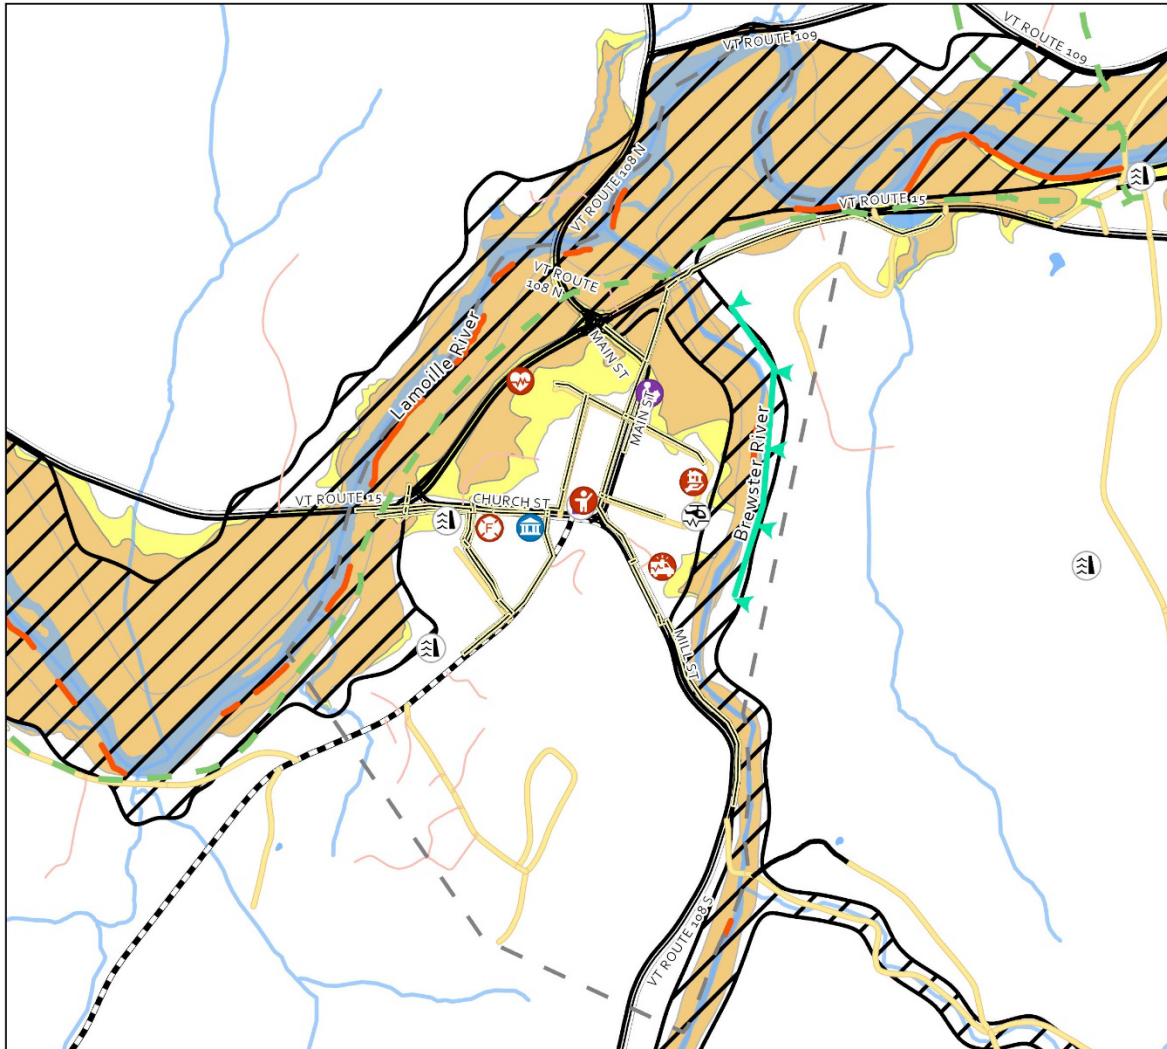 VT ROUTE 109
VT ROUTE 109
VT ROUTE 108 N
VT ROUTE 15
VT ROUTE
108 N
MAIN ST
Lamoille River
MAIN ST
Brewster River
VT ROUTE 15
CHURCH ST
F
MILL ST
VT ROUTE 108 S